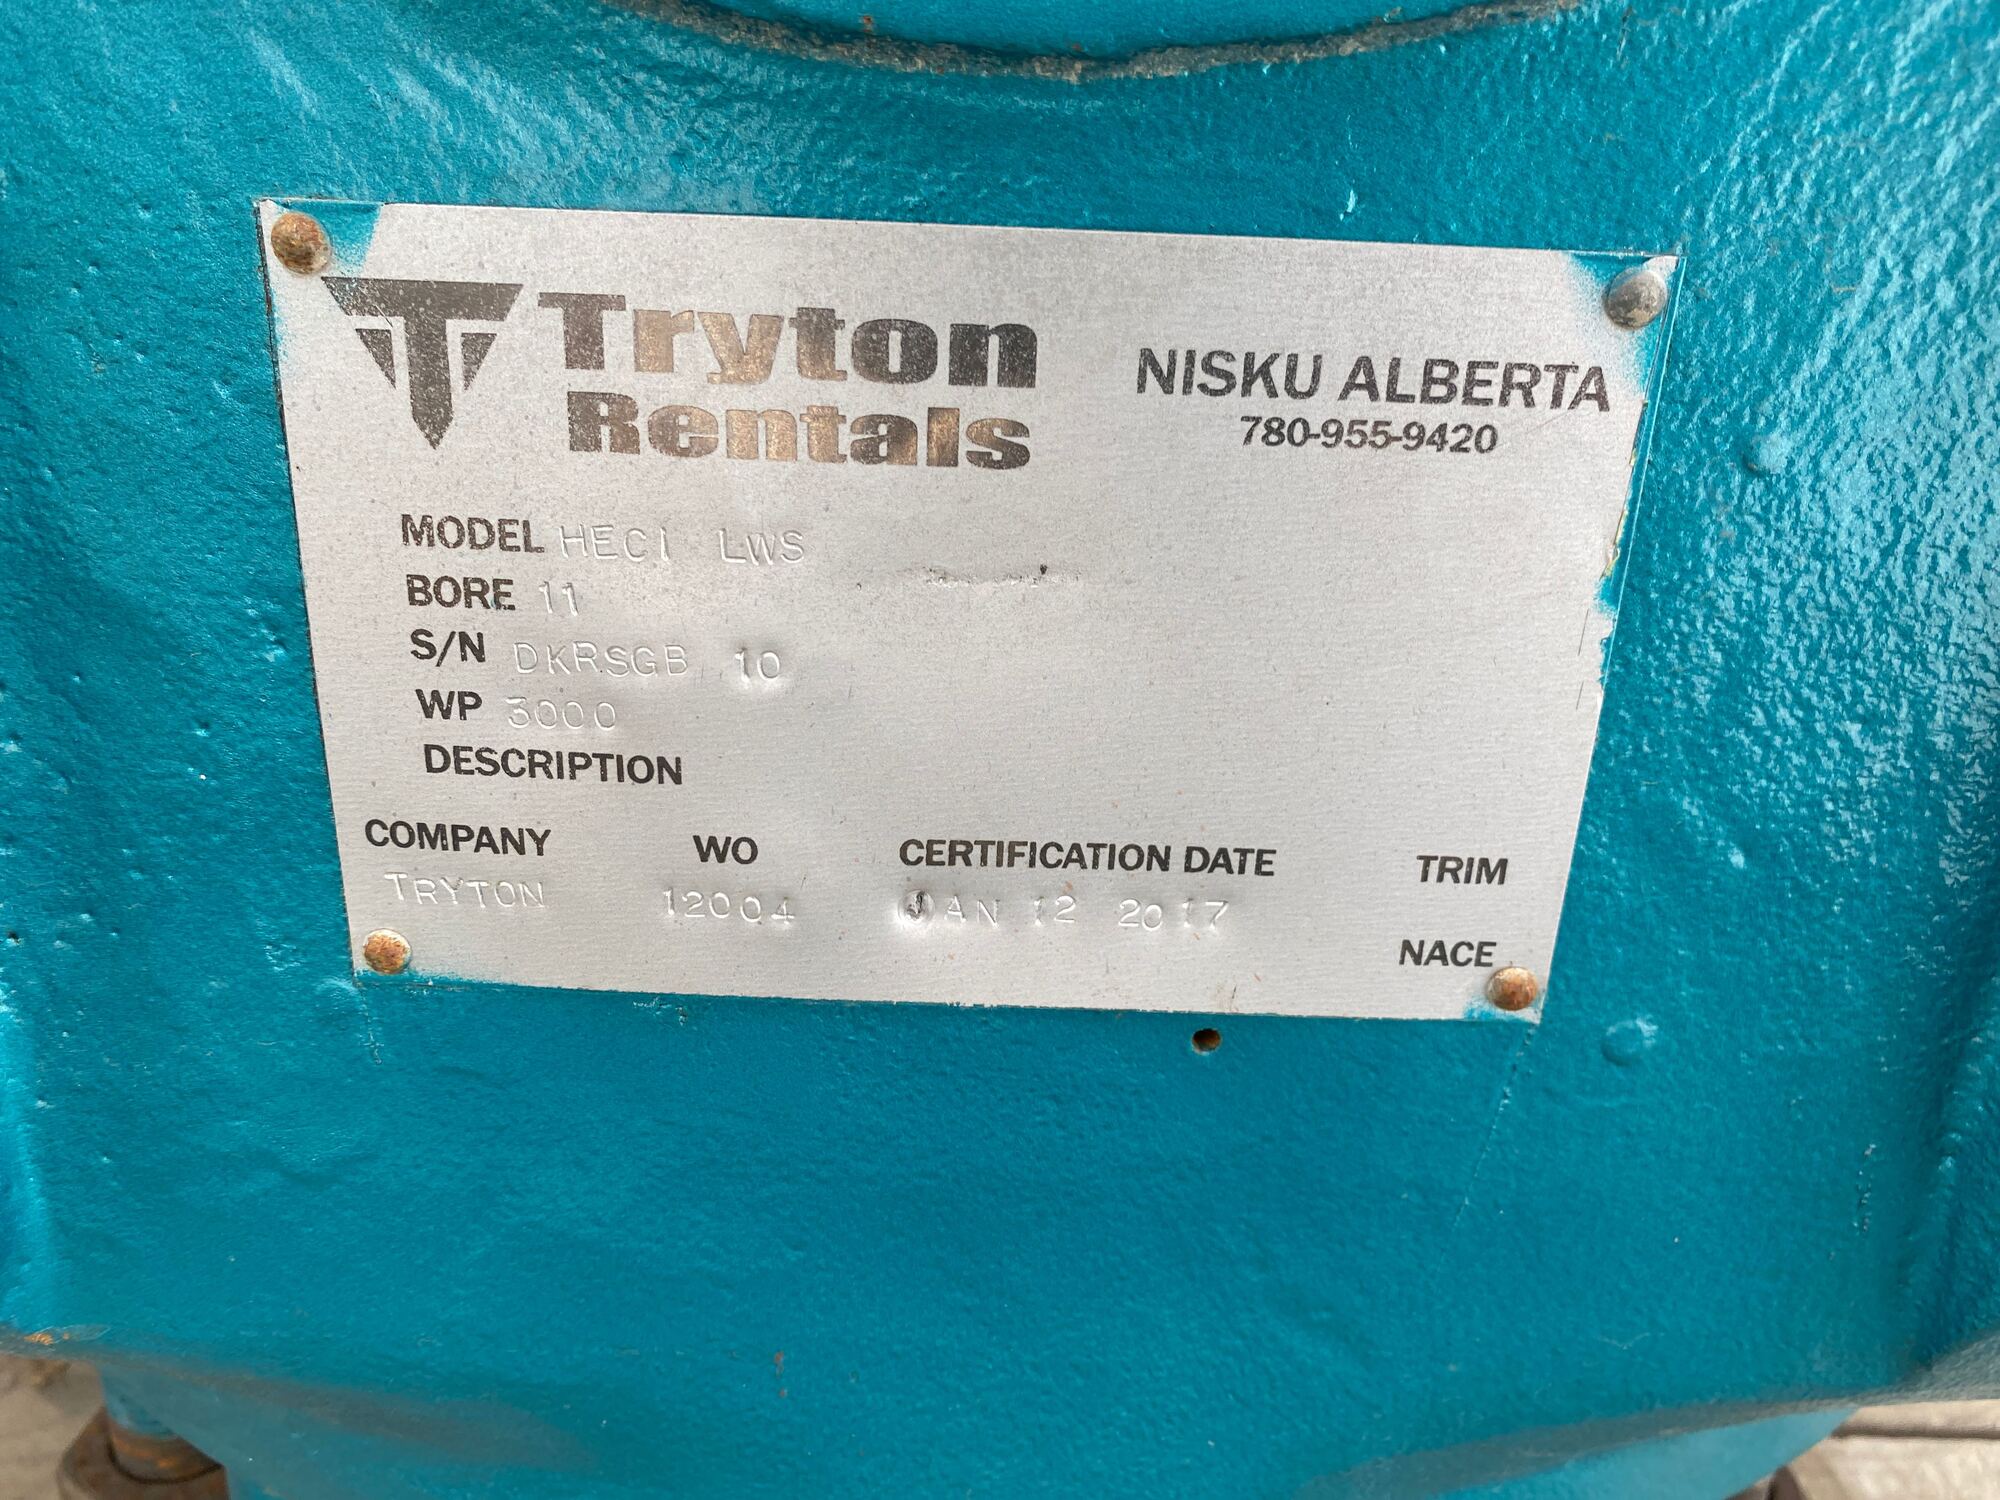 Tryton
Rentals
NISKU ALBERTA
780-955-9420
MODEL HECI LWS
BORE 11
S/N DKRSGB 10
WP 3000
DESCRIPTION
COMPANY WO CERTIFICATION DATE TRIM
TRYTON 12004 JAN 12 2017
NACE